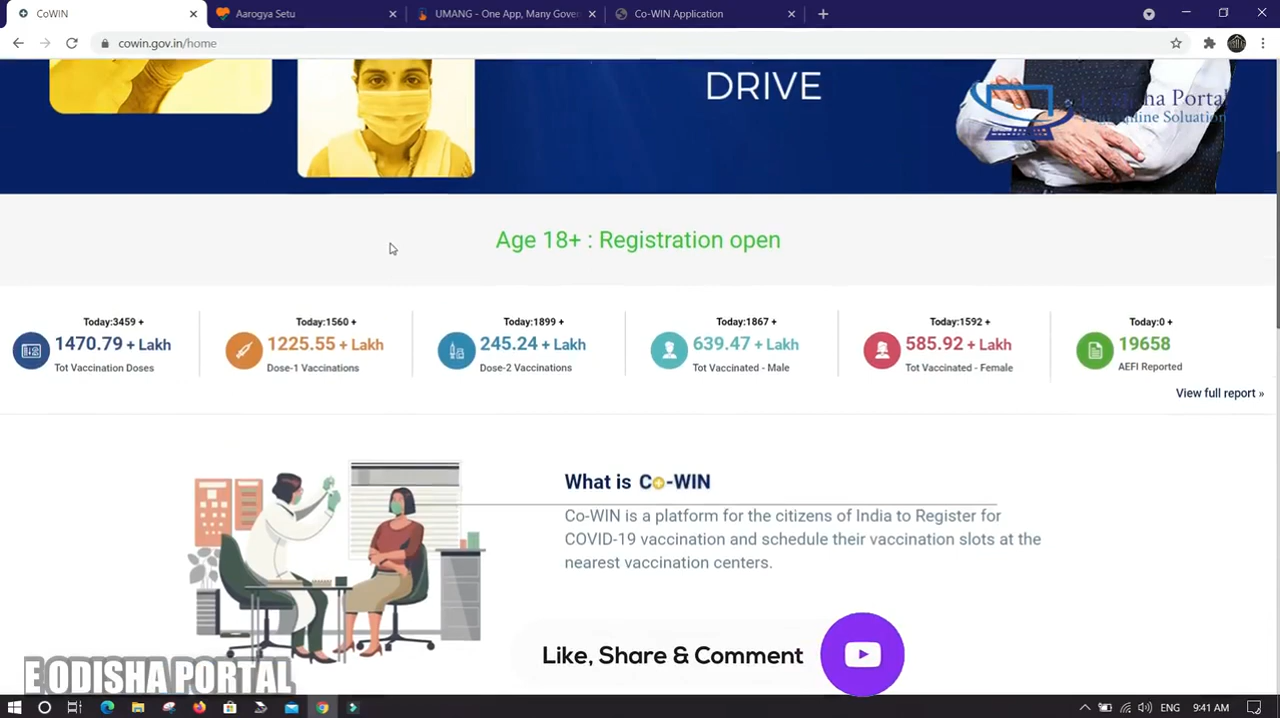 CoWIN
Aarogya Setu
UMANG - One App, Many Gover
Co-WIN Application
cowin.gov.in/home
DRIVE
sha Portal
Online Soluation
Age 18+ : Registration open
Today:3459 +
1470.79 + Lakh
Tot Vaccination Doses
Today:1560 +
1225.55 + Lakh
Dose-1 Vaccinations
Today:1899 +
245.24 + Lakh
Dose-2 Vaccinations
Today:1867 +
639.47 + Lakh
Tot Vaccinated - Male
Today:1592 +
585.92 + Lakh
Tot Vaccinated - Female
Today:0 +
19658
AEFI Reported
View full report »
What is Co-WIN
Co-WIN is a platform for the citizens of India to Register for
COVID-19 vaccination and schedule their vaccination slots at the
nearest vaccination centers.
Like, Share & Comment
E ODISHA PORTAL
ENG 9:41 AM